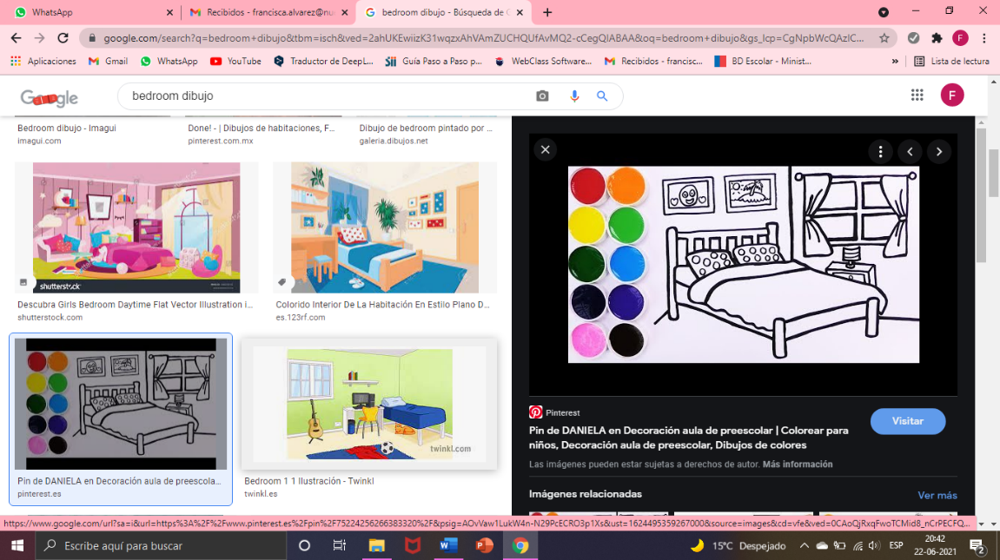 WhatsApp
Recibidos - francisca.alvarez@nu
bedroom dibujo - Búsqueda de G
google.com/search?q=bedroom+dibujo&tbm=isch&ved=2ahUKEwiizK31wqzxAhVAmZUCHQUfAvMQ2-cCegQIABAA&oq=bedroom+dibujo&gs_lcp=CgNpbWcQAzIC...
F
Aplicaciones
Gmail
WhatsApp
YouTube
Traductor de DeepL...
Guía Paso a Paso p...
WebClass Software...
Recibidos - francisc...
BD Escolar - Minist...
»
Lista de lectura
Google
bedroom dibujo
F
Bedroom dibujo - Imagui
imagui.com
Done! - | Dibujos de habitaciones, F...
pinterest.com.mx
Dibujo de bedroom pintado por ...
galeria.dibujos.net
shutterstock
Descubra Girls Bedroom Daytime Flat Vector Illustration i...
shutterstock.com
Colorido Interior De La Habitación En Estilo Plano D...
es.123rf.com
Pin de DANIELA en Decoración aula de preescola...
pinterest.es
twinkl.com
Bedroom 1 1 Ilustración - Twinkl
twinkl.es
Pinterest
Visitar
Pin de DANIELA en Decoración aula de preescolar | Colorear para
niños, Decoración aula de preescolar, Dibujos de colores
Las imágenes pueden estar sujetas a derechos de autor. Más información
Imágenes relacionadas
Ver más
https://www.google.com/url?sa=i&url=https%3A%2F%2Fwww.pinterest.es%2Fpin%2F75224256266383320%2F&psig=AOvVaw1LukW4n-N29PcECRO3p1Xs&ust=1624495359267000&source=images&cd=vfe&ved=0CAoQjRxqFwoTCMid8_nCrPECFQ...
Escribe aquí para buscar
15°C Despejado
ESP
20:42
22-06-2021
2